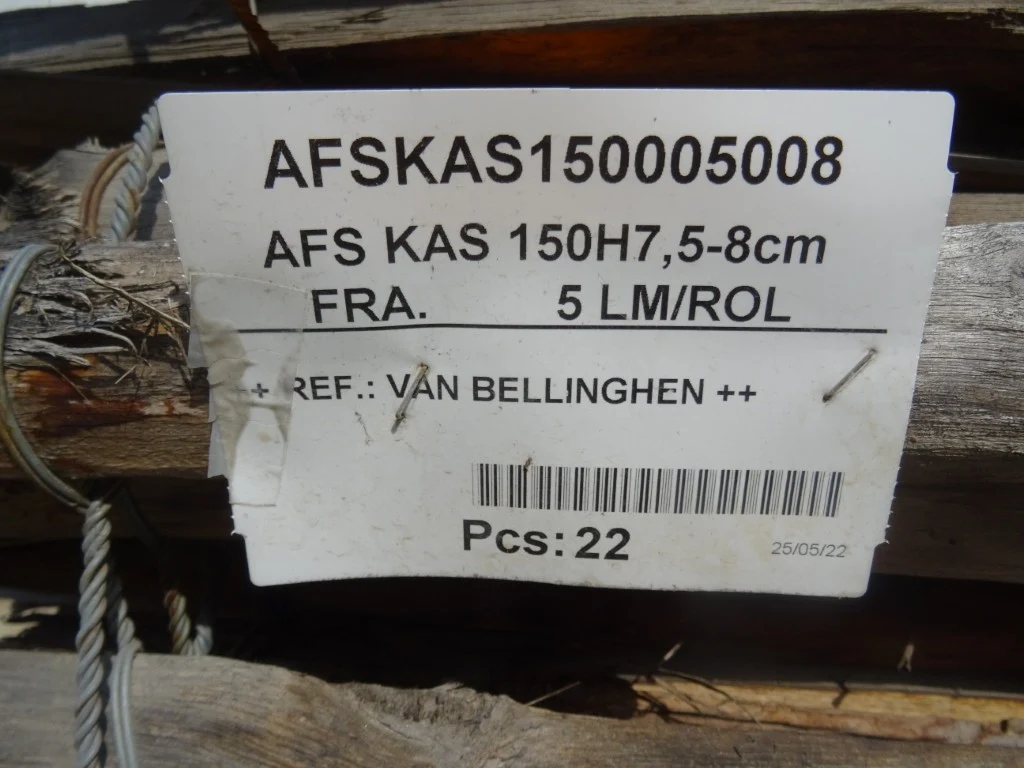 AFSKAS150005008
AFS KAS 150H7,5-8cm
FRA. 5 LM/ROL
++ REF.: VAN BELLINGHEN ++
Pcs: 22
25/05/22